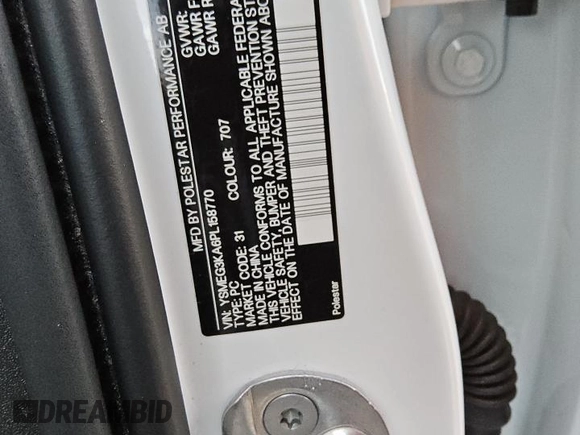 MFD BY POLESTAR PERFORMANCE AB
GVWR:
GAWR F
GAWR R
VIN: YSMEG3KA6PL158770
TYPE: PC
MARKET CODE: 31 COLOUR: 707
MADE IN CHINA
THIS VEHICLE CONFORMS TO ALL APPLICABLE FEDERA
VEHICLE SAFETY, BUMPER AND THEFT PREVENTION ST
EFFECT ON THE DATE OF MANUFACTURE SHOWN ABO
Polestar
DREAMBID